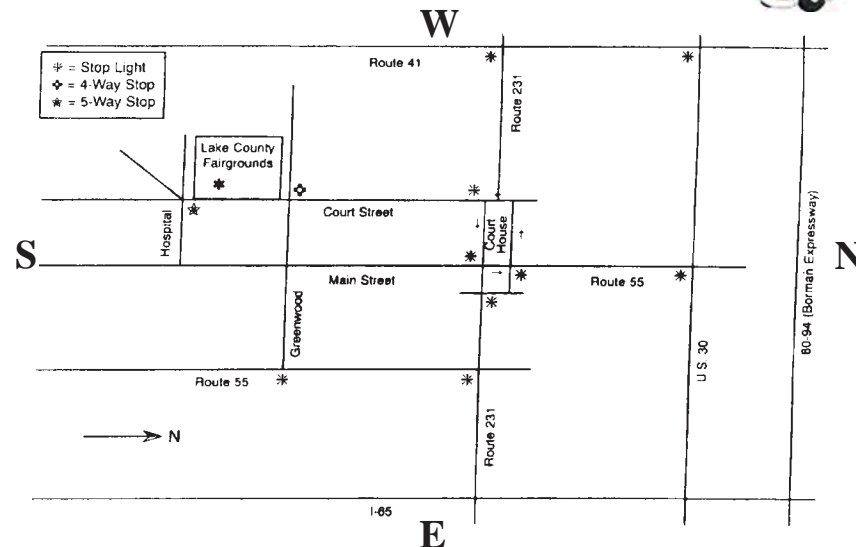 W
✳ = Stop Light
✧ = 4-Way Stop
☆ = 5-Way Stop
Route 41
Route 231
Lake County
Fairgrounds
Court Street
Hospital
Court
House
80-94 (Borman Expressway)
S
N
Main Street
Route 55
Greenwood
U S 30
Route 55
N
Route 231
I-65
E